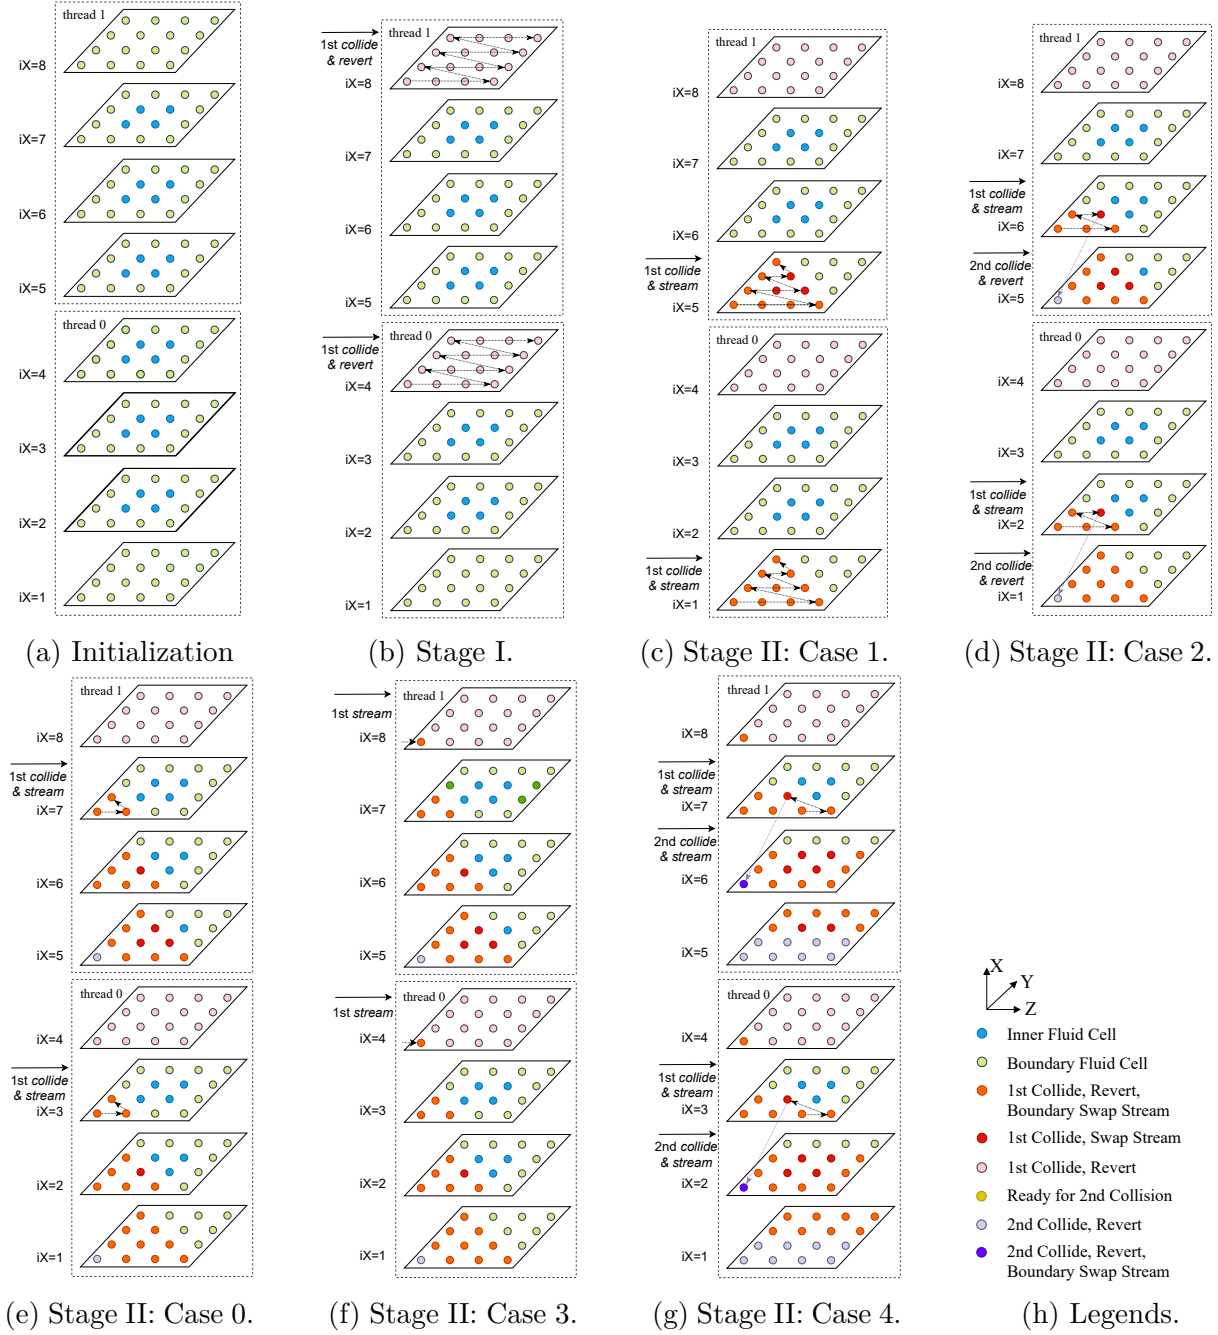 thread 1
iX=8
iX=7
iX=6
iX=5
thread 0
iX=4
iX=3
iX=2
iX=1
(a) Initialization
thread 1
1st collide
& revert
iX=8
iX=7
iX=6
iX=5
thread 0
1st collide
& revert
iX=4
iX=3
iX=2
iX=1
(b) Stage I.
thread 1
iX=8
iX=7
iX=6
1st collide
& stream
iX=5
thread 0
iX=4
iX=3
iX=2
1st collide
& stream
iX=1
(c) Stage II: Case 1.
thread 1
iX=8
iX=7
1st collide
& stream
iX=6
2nd collide
& revert
iX=5
thread 0
iX=4
iX=3
1st collide
& stream
iX=2
2nd collide
& revert
iX=1
(d) Stage II: Case 2.
thread 1
iX=8
1st collide
& stream
iX=7
iX=6
iX=5
thread 0
iX=4
1st collide
& stream
iX=3
iX=2
iX=1
(e) Stage II: Case 0.
thread 1
1st stream
iX=8
iX=7
iX=6
iX=5
thread 0
1st stream
iX=4
iX=3
iX=2
iX=1
(f) Stage II: Case 3.
thread 1
iX=8
1st collide
& stream
iX=7
2nd collide
& stream
iX=6
iX=5
thread 0
iX=4
1st collide
& stream
iX=3
2nd collide
& stream
iX=2
iX=1
(g) Stage II: Case 4.
X
Y
Z
Inner Fluid Cell
Boundary Fluid Cell
1st Collide, Revert,
Boundary Swap Stream
1st Collide, Swap Stream
1st Collide, Revert
Ready for 2nd Collision
2nd Collide, Revert
2nd Collide, Revert,
Boundary Swap Stream
(h) Legends.